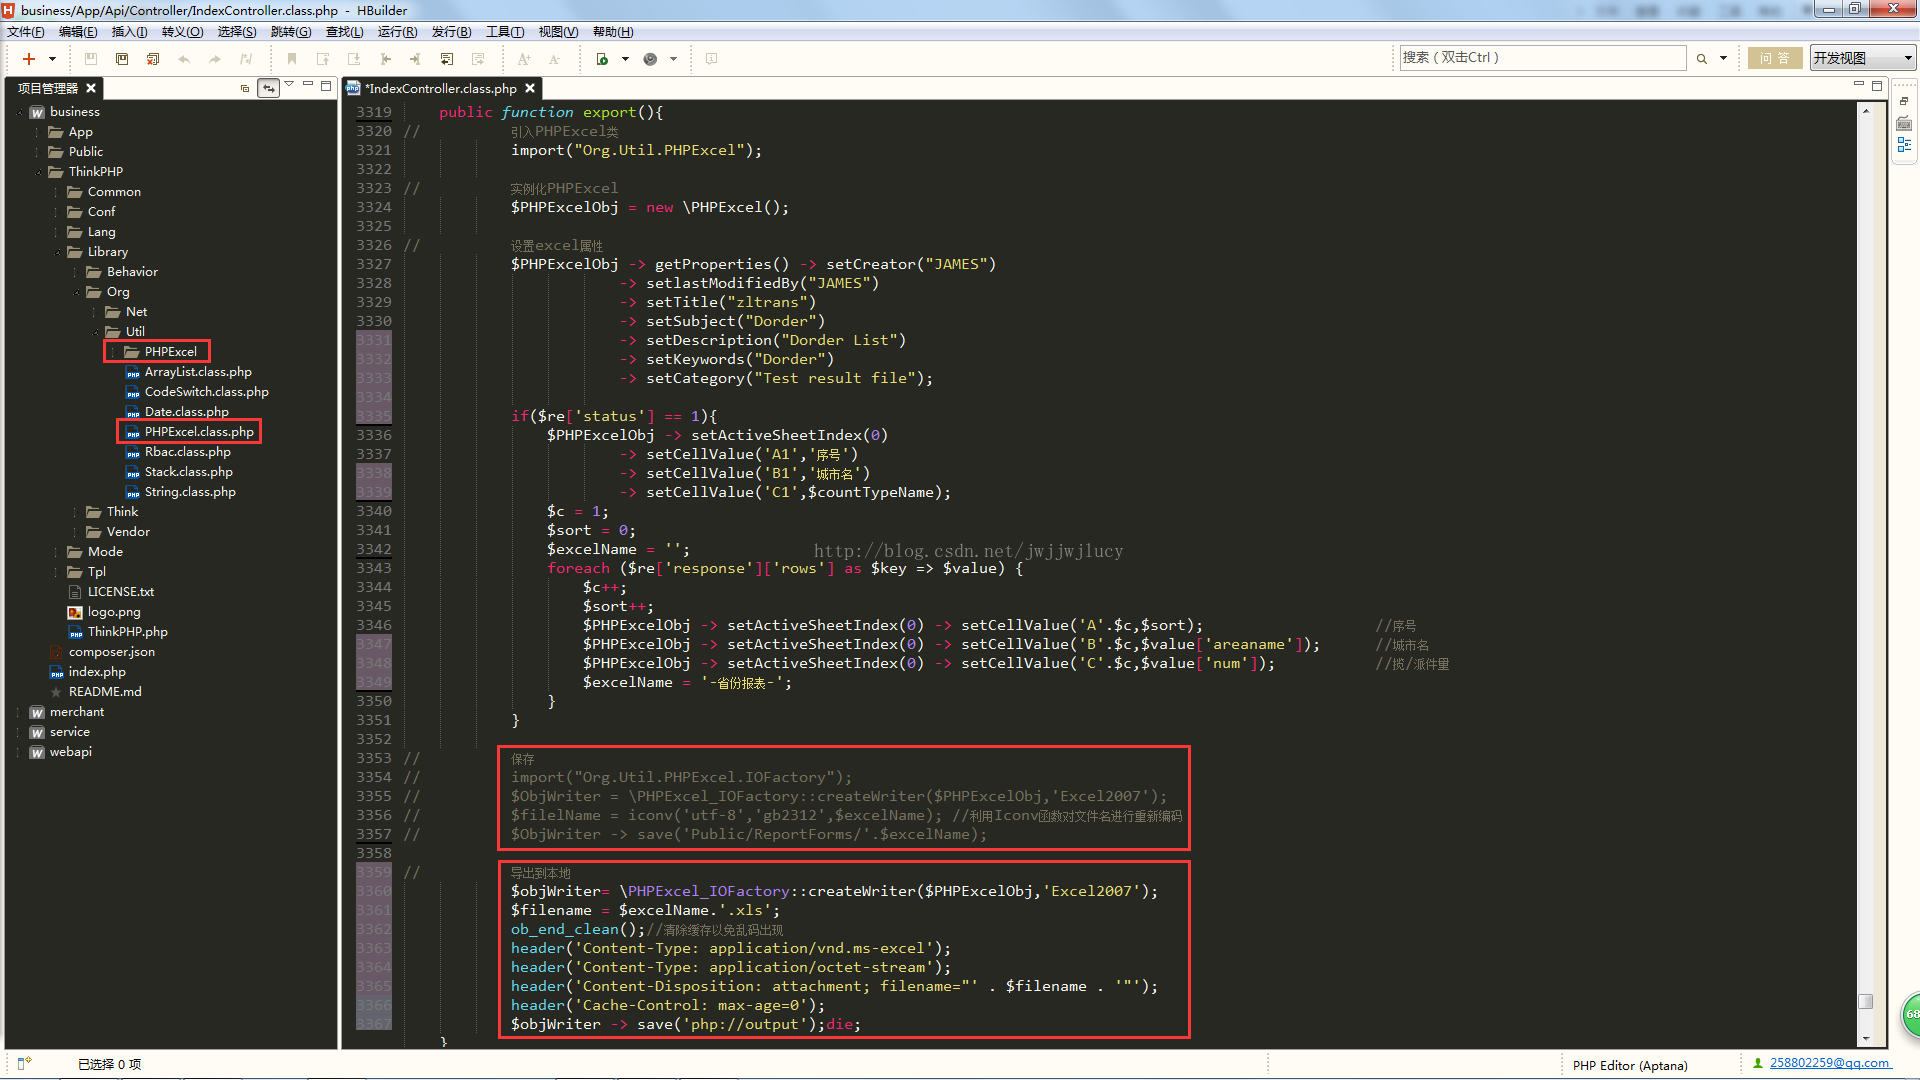 business/App/Api/Controller/IndexController.class.php - HBuilder
文件(F) 编辑(E) 插入(I) 转义(O) 选择(S) 跳转(G) 查找(L) 运行(R) 发行(B) 工具(T) 视图(V) 帮助(H)
搜索 ( 双击Ctrl ) 问 答 开发视图
项目管理器
*IndexController.class.php
business
App
Public
ThinkPHP
Common
Conf
Lang
Library
Behavior
Org
Net
Util
PHPExcel
ArrayList.class.php
CodeSwitch.class.php
Date.class.php
PHPExcel.class.php
Rbac.class.php
Stack.class.php
String.class.php
Think
Vendor
Mode
Tpl
LICENSE.txt
logo.png
ThinkPHP.php
composer.json
index.php
README.md
merchant
service
webapi
3319 public function export(){
3320 // 引入PHPExcel类
3321 import("Org.Util.PHPExcel");
3322
3323 // 实例化PHPExcel
3324 $PHPExcelObj = new \PHPExcel();
3325
3326 // 设置excel属性
3327 $PHPExcelObj -> getProperties() -> setCreator("JAMES")
3328 -> setlastModifiedBy("JAMES")
3329 -> setTitle("zltrans")
3330 -> setSubject("Dorder")
3331 -> setDescription("Dorder List")
3332 -> setKeywords("Dorder")
3333 -> setCategory("Test result file");
3334
3335 if($re['status'] == 1){
3336 $PHPExcelObj -> setActiveSheetIndex(0)
3337 -> setCellValue('A1','序号')
3338 -> setCellValue('B1','城市名')
3339 -> setCellValue('C1',$countTypeName);
3340 $c = 1;
3341 $sort = 0;
3342 $excelName = '';
http://blog.csdn.net/jwjjwjlucy
3343 foreach ($re['response']['rows'] as $key => $value) {
3344 $c++;
3345 $sort++;
3346 $PHPExcelObj -> setActiveSheetIndex(0) -> setCellValue('A'.$c,$sort); //序号
3347 $PHPExcelObj -> setActiveSheetIndex(0) -> setCellValue('B'.$c,$value['areaname']); //城市名
3348 $PHPExcelObj -> setActiveSheetIndex(0) -> setCellValue('C'.$c,$value['num']); //揽/派件量
3349 $excelName = '-省份报表-';
3350 }
3351 }
3352
3353 // 保存
3354 // import("Org.Util.PHPExcel.IOFactory");
3355 // $ObjWriter = \PHPExcel_IOFactory::createWriter($PHPExcelObj,'Excel2007');
3356 // $filelName = iconv('utf-8','gb2312',$excelName); //利用Iconv函数对文件名进行重新编码
3357 // $ObjWriter -> save('Public/ReportForms/'.$excelName);
3358
3359 // 导出到本地
3360 $objWriter= \PHPExcel_IOFactory::createWriter($PHPExcelObj,'Excel2007');
3361 $filename = $excelName.'.xls';
3362 ob_end_clean();//清除缓存以免乱码出现
3363 header('Content-Type: application/vnd.ms-excel');
3364 header('Content-Type: application/octet-stream');
3365 header('Content-Disposition: attachment; filename="' . $filename . '"');
3366 header('Cache-Control: max-age=0');
3367 $objWriter -> save('php://output');die;
}
68
已选择 0 项 PHP Editor (Aptana) 258802259@qq.com